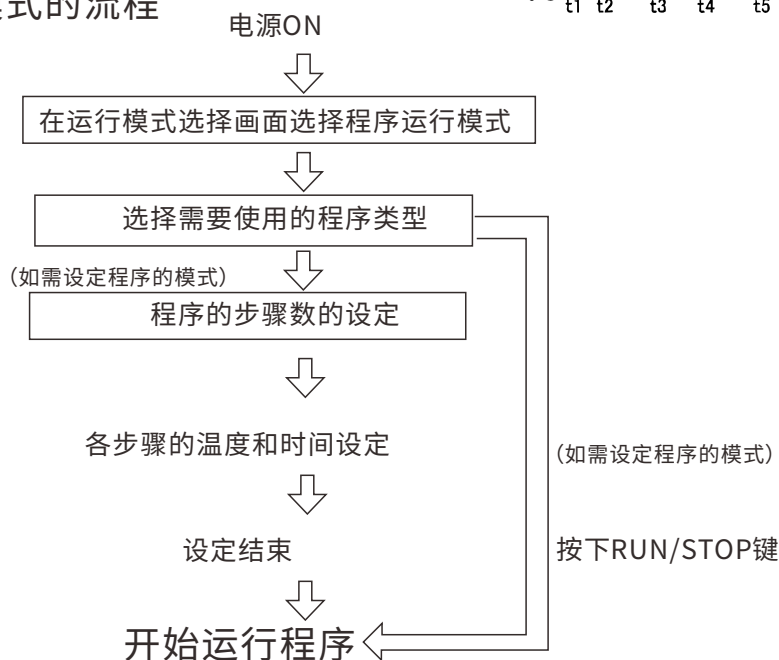 式的流程
t1 t2 t3 t4 t5
电源ON
在运行模式选择画面选择程序运行模式
选择需要使用的程序类型
(如需设定程序的模式)
程序的步骤数的设定
各步骤的温度和时间设定
(如需设定程序的模式)
设定结束
按下RUN/STOP键
开始运行程序